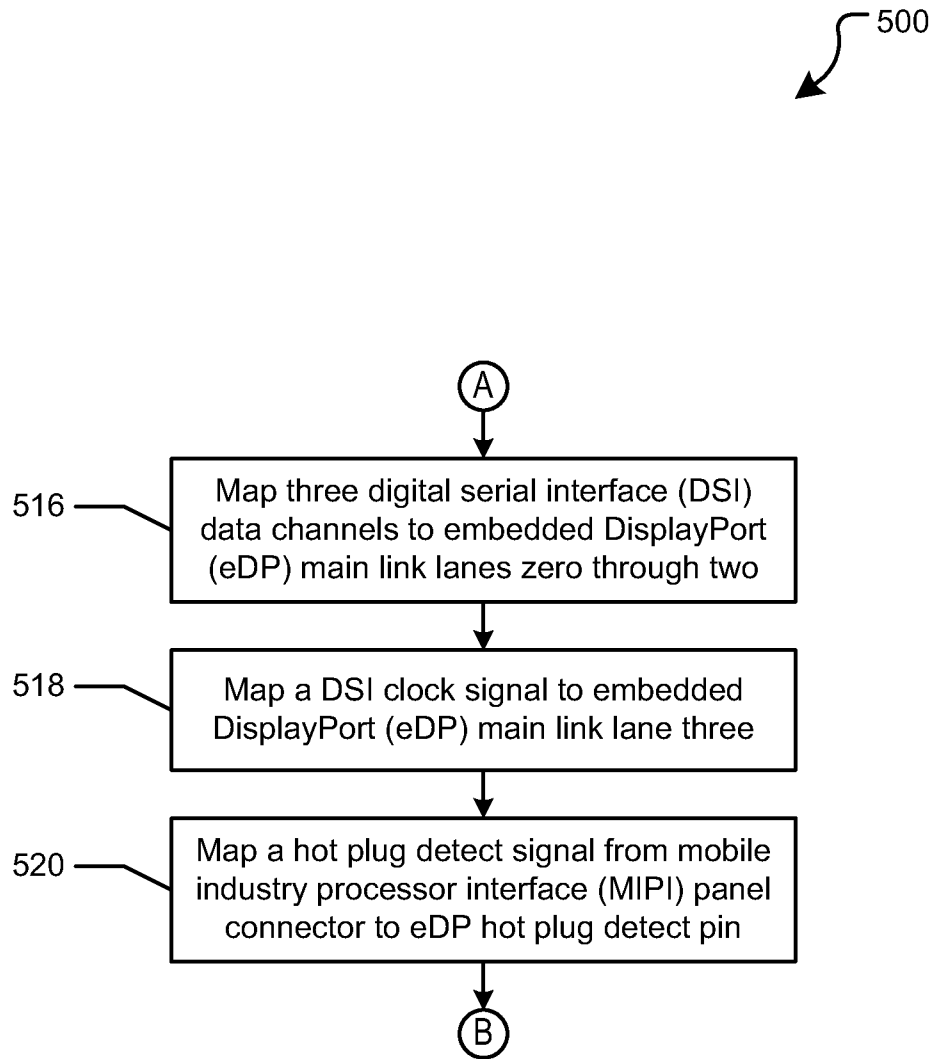 500
A
516
Map three digital serial interface (DSI)
data channels to embedded DisplayPort
(eDP) main link lanes zero through two
518
Map a DSI clock signal to embedded
DisplayPort (eDP) main link lane three
520
Map a hot plug detect signal from mobile
industry processor interface (MIPI) panel
connector to eDP hot plug detect pin
B